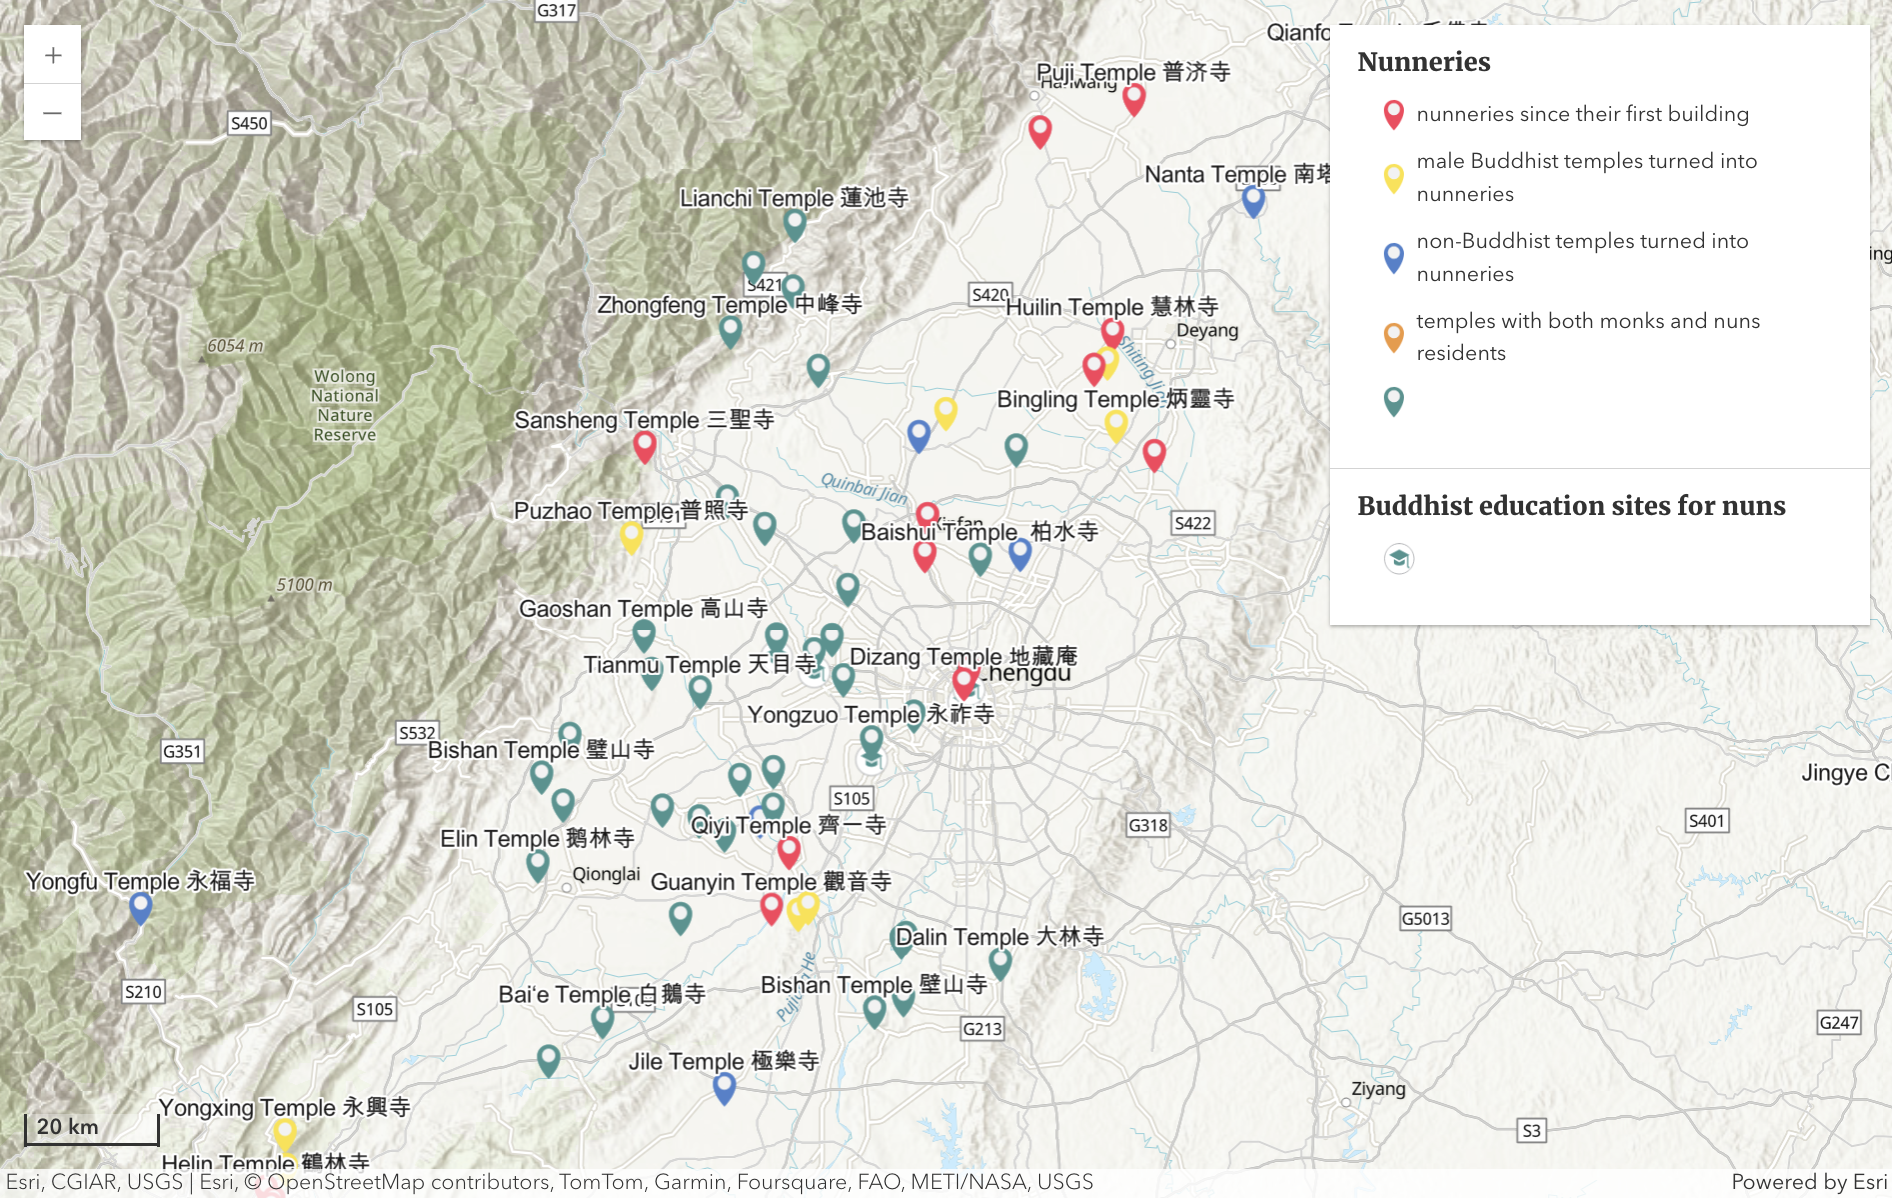 G317
+
−
S450
Puji Temple 普济寺
Hanwang
Nanta Temple 南塔
Lianchi Temple 蓮池寺
S421
Zhongfeng Temple 中峰寺
S420
Huilin Temple 慧林寺
Deyang
Shiting Jiang
6054 m
Wolong
National
Nature
Reserve
Bingling Temple 炳靈寺
Sansheng Temple 三聖寺
Quinbai Jian
Puzhao Temple 普照寺
S422
Baishui Temple 柏水寺
5100 m
Gaoshan Temple 高山寺
Tianmu Temple 天目寺
Dizang Temple 地藏庵
Chengdu
Yongzuo Temple 永祚寺
S532
G351
Bishan Temple 璧山寺
Jingye C
S105
S401
G318
Qiyi Temple 齊一寺
Elin Temple 鹅林寺
Qionglai
Yongfu Temple 永福寺
Guanyin Temple 觀音寺
G5013
Dalin Temple 大林寺
S210
Bishan Temple 壁山寺
Bai‘e Temple 白鵝寺
S105
G213
G247
Jile Temple 極樂寺
Ziyang
Yongxing Temple 永興寺
20 km
S3
Helin Temple 鶴林寺
Nunneries
nunneries since their first building
male Buddhist temples turned into
nunneries
non-Buddhist temples turned into
nunneries
temples with both monks and nuns
residents
Buddhist education sites for nuns
Esri, CGIAR, USGS | Esri, © OpenStreetMap contributors, TomTom, Garmin, Foursquare, FAO, METI/NASA, USGS
Powered by Esri